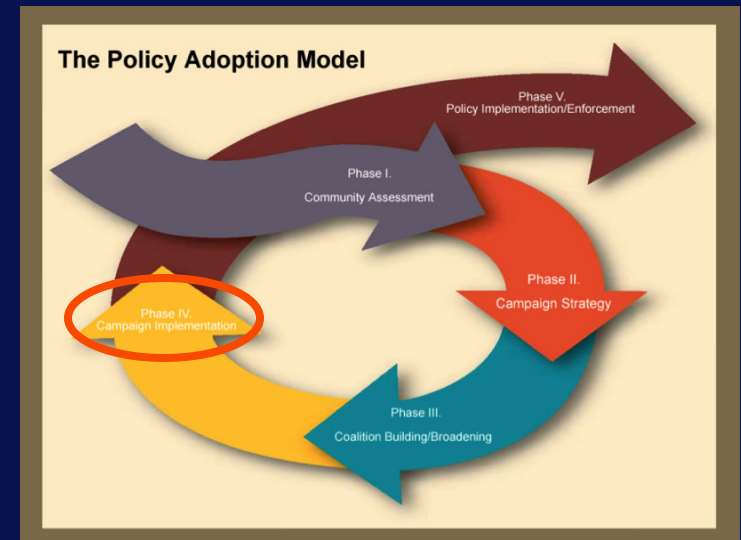 The Policy Adoption Model
Phase V.
Policy Implementation/Enforcement
Phase I.
Community Assessment
Phase II.
Campaign Strategy
Phase IV.
Campaign Implementation
Phase III.
Coalition Building/Broadening